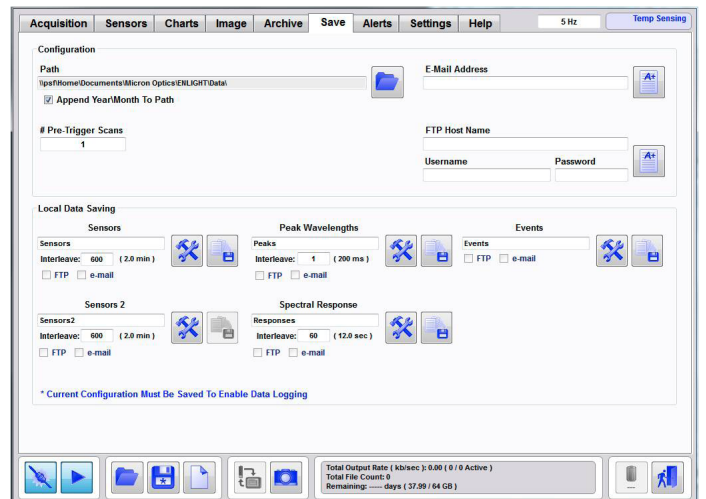 Acquisition Sensors Charts Image Archive Save Alerts Settings Help 5 Hz Temp Sensing
Configuration
Path
\\psf\Home\Documents\Micron Optics\ENLIGHT\Data\
Append Year\Month To Path
# Pre-Trigger Scans
1
E-Mail Address
A+
FTP Host Name
Username Password
A+
Local Data Saving
Sensors
Sensors
Interleave: 600 ( 2.0 min )
FTP e-mail
Peak Wavelengths
Peaks
Interleave: 1 ( 200 ms )
FTP e-mail
Events
Events
FTP e-mail
Sensors 2
Sensors2
Interleave: 600 ( 2.0 min )
FTP e-mail
Spectral Response
Responses
Interleave: 60 ( 12.0 sec )
FTP e-mail
* Current Configuration Must Be Saved To Enable Data Logging
Total Output Rate ( kb/sec ): 0.00 ( 0 / 0 Active )
Total File Count: 0
Remaining: ----- days ( 37.99 / 64 GB )